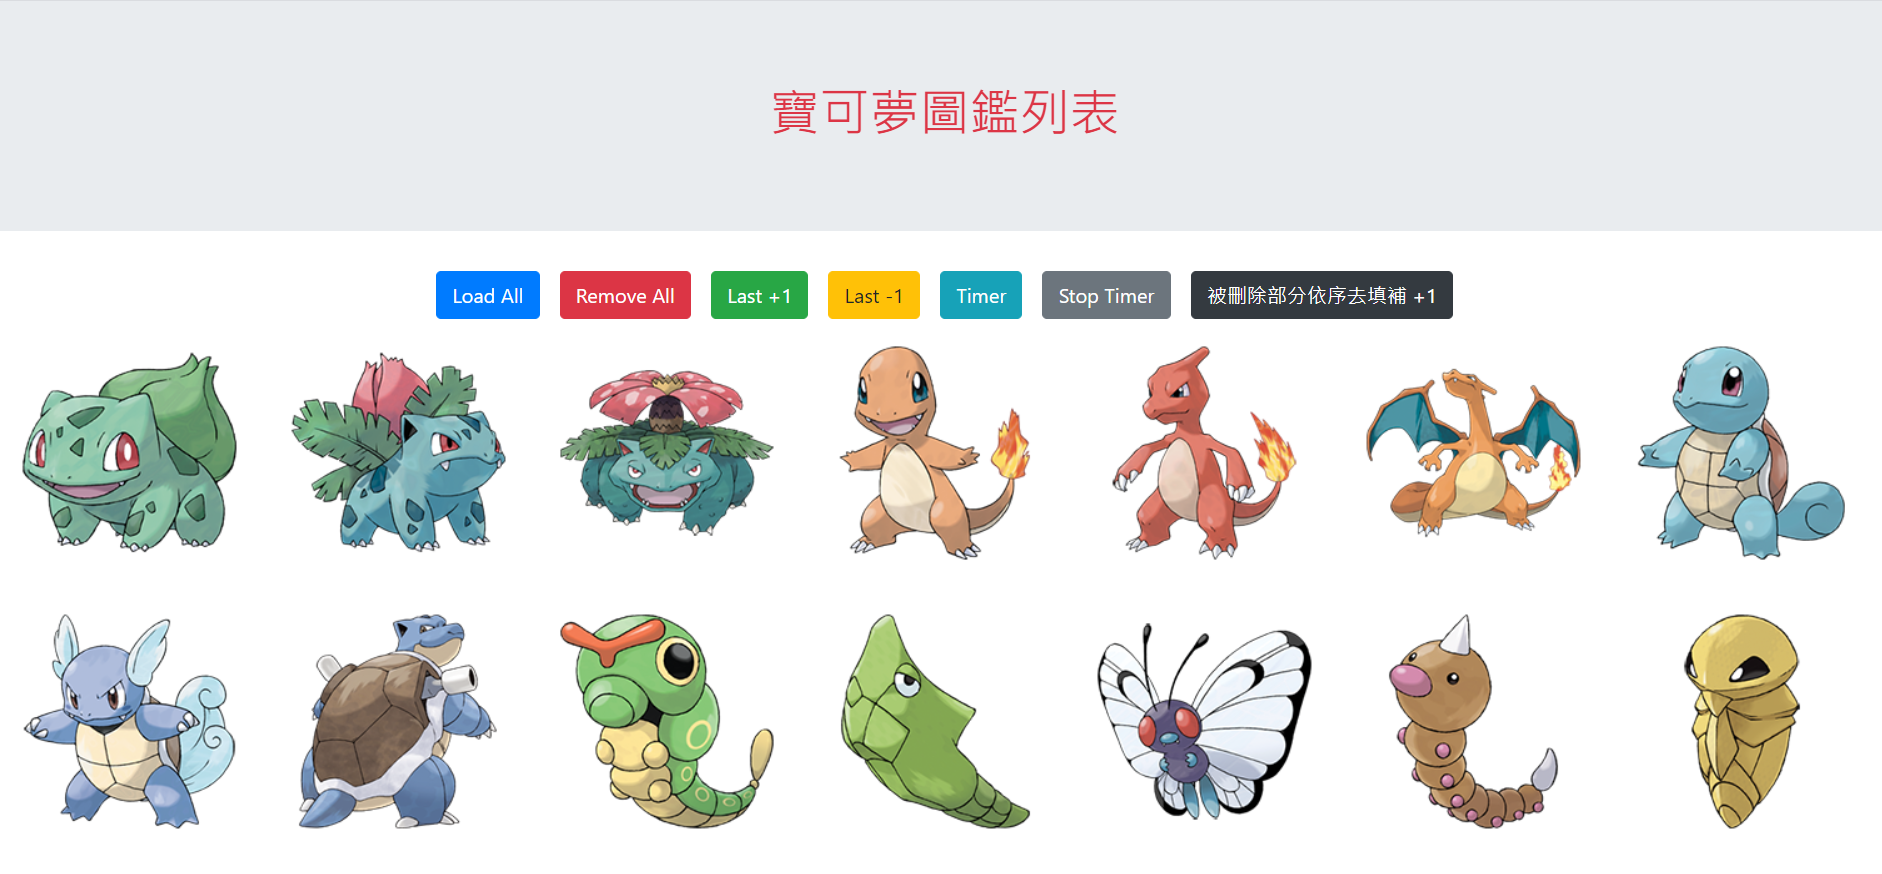 寶可夢圖鑑列表
Load All
Remove All
Last +1
Last -1
Timer
Stop Timer
被刪除部分依序去填補 +1